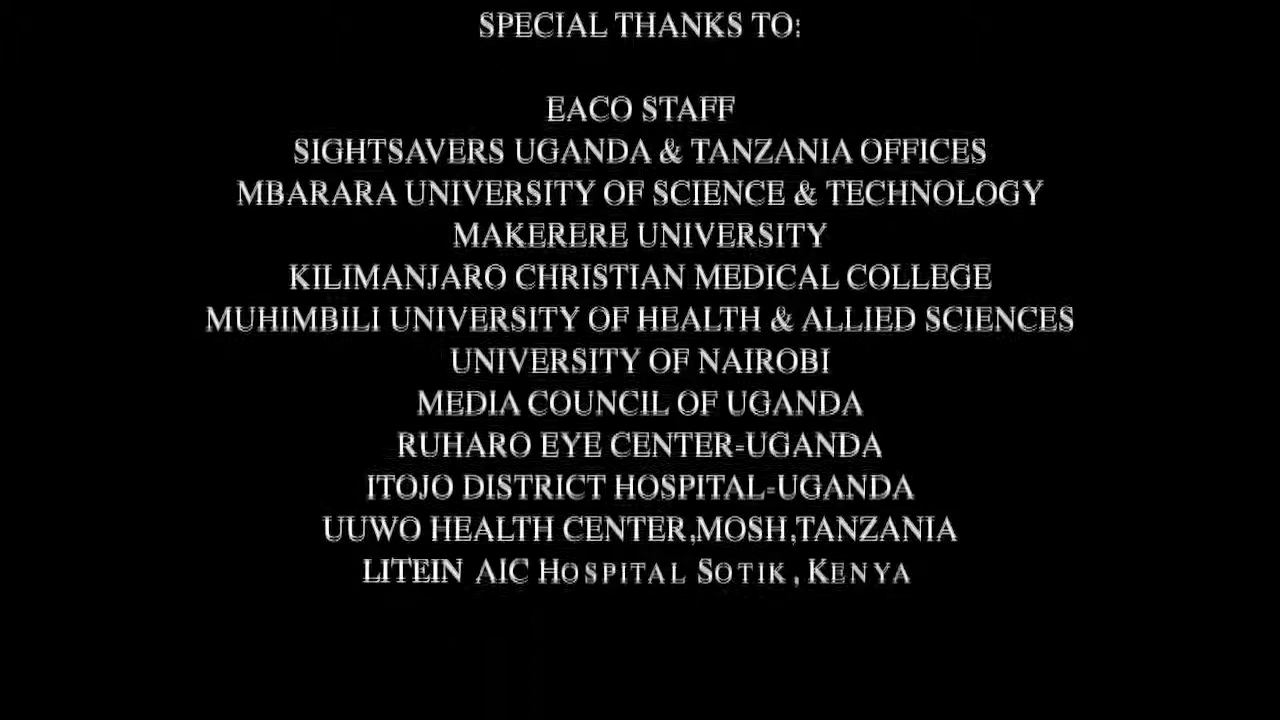 SPECIAL THANKS TO:
EACO STAFF
SIGHTSAVERS UGANDA & TANZANIA OFFICES
MBARARA UNIVERSITY OF SCIENCE & TECHNOLOGY
MAKERERE UNIVERSITY
KILIMANJARO CHRISTIAN MEDICAL COLLEGE
MUHIMBILI UNIVERSITY OF HEALTH & ALLIED SCIENCES
UNIVERSITY OF NAIROBI
MEDIA COUNCIL OF UGANDA
RUHARO EYE CENTER-UGANDA
ITOJO DISTRICT HOSPITAL-UGANDA
UUWO HEALTH CENTER,MOSH,TANZANIA
LITEIN AIC HOSPITAL SOTIK, KENYA